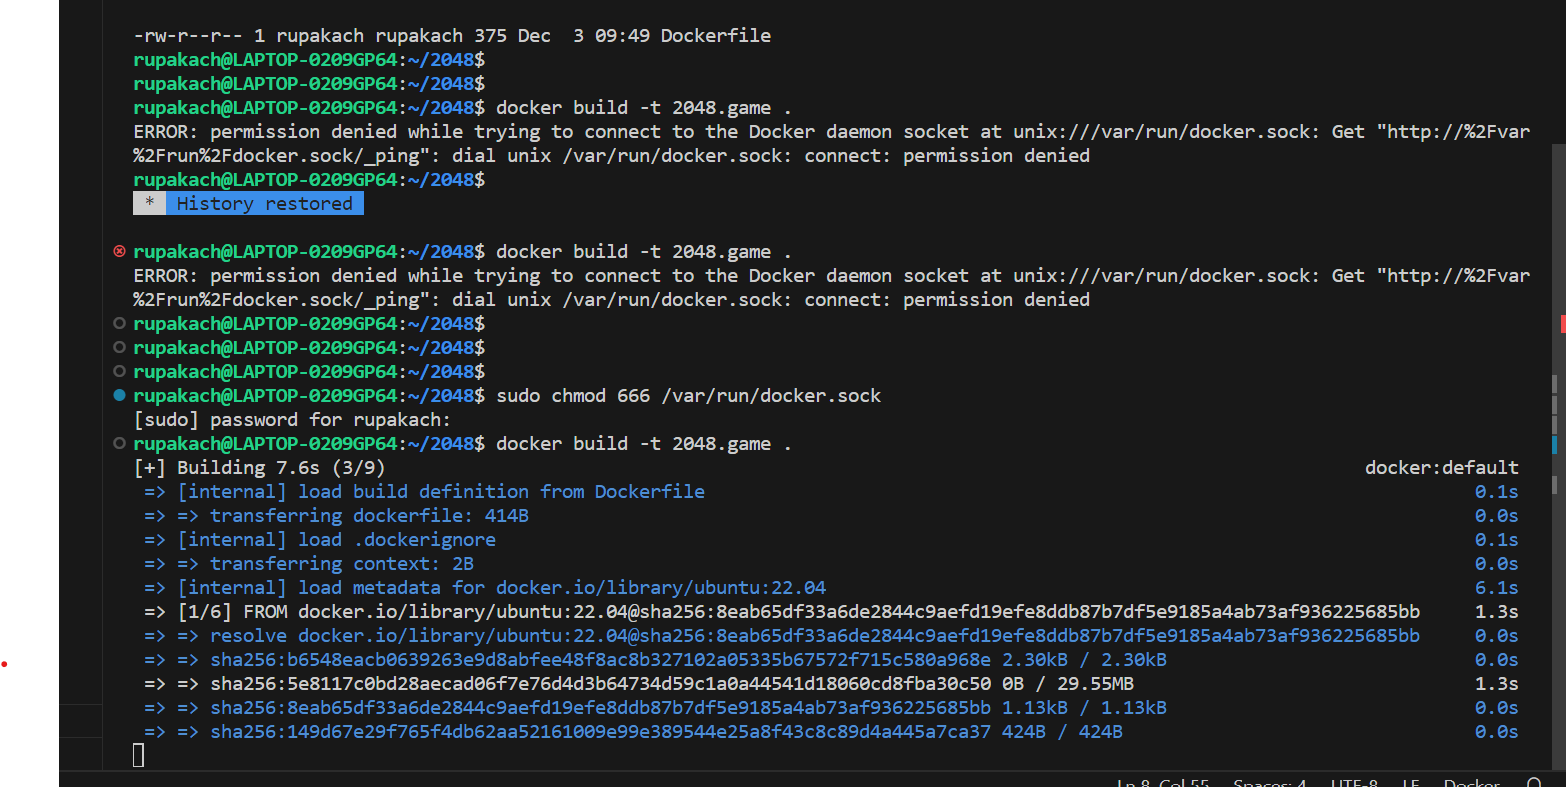 -rw-r--r-- 1 rupakach rupakach 375 Dec  3 09:49 Dockerfile
rupakach@LAPTOP-0209GP64:~/2048$
rupakach@LAPTOP-0209GP64:~/2048$
rupakach@LAPTOP-0209GP64:~/2048$ docker build -t 2048.game .
ERROR: permission denied while trying to connect to the Docker daemon socket at unix:///var/run/docker.sock: Get "http://%2Fvar
%2Frun%2Fdocker.sock/_ping": dial unix /var/run/docker.sock: connect: permission denied
rupakach@LAPTOP-0209GP64:~/2048$
* History restored
rupakach@LAPTOP-0209GP64:~/2048$ docker build -t 2048.game .
ERROR: permission denied while trying to connect to the Docker daemon socket at unix:///var/run/docker.sock: Get "http://%2Fvar
%2Frun%2Fdocker.sock/_ping": dial unix /var/run/docker.sock: connect: permission denied
rupakach@LAPTOP-0209GP64:~/2048$
rupakach@LAPTOP-0209GP64:~/2048$
rupakach@LAPTOP-0209GP64:~/2048$
rupakach@LAPTOP-0209GP64:~/2048$ sudo chmod 666 /var/run/docker.sock
[sudo] password for rupakach:
rupakach@LAPTOP-0209GP64:~/2048$ docker build -t 2048.game .
[+] Building 7.6s (3/9) docker:default
=> [internal] load build definition from Dockerfile 0.1s
=> => transferring dockerfile: 414B 0.0s
=> [internal] load .dockerignore 0.1s
=> => transferring context: 2B 0.0s
=> [internal] load metadata for docker.io/library/ubuntu:22.04 6.1s
=> [1/6] FROM docker.io/library/ubuntu:22.04@sha256:8eab65df33a6de2844c9aefd19efe8ddb87b7df5e9185a4ab73af936225685bb 1.3s
=> => resolve docker.io/library/ubuntu:22.04@sha256:8eab65df33a6de2844c9aefd19efe8ddb87b7df5e9185a4ab73af936225685bb 0.0s
=> => sha256:b6548eacb0639263e9d8abfee48f8ac8b327102a05335b67572f715c580a968e 2.30kB / 2.30kB 0.0s
=> => sha256:5e8117c0bd28aecad06f7e76d4d3b64734d59c1a0a44541d18060cd8fba30c50 0B / 29.55MB 1.3s
=> => sha256:8eab65df33a6de2844c9aefd19efe8ddb87b7df5e9185a4ab73af936225685bb 1.13kB / 1.13kB 0.0s
=> => sha256:149d67e29f765f4db62aa52161009e99e389544e25a8f43c8c89d4a445a7ca37 424B / 424B 0.0s
Ln 8, Col 55 Spaces: 4 UTF-8 LF Docker